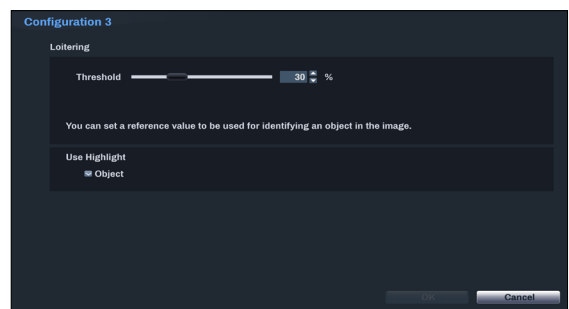 Configuration 3
Loitering
Threshold 30 %
You can set a reference value to be used for identifying an object in the image.
Use Highlight
Object
OK Cancel